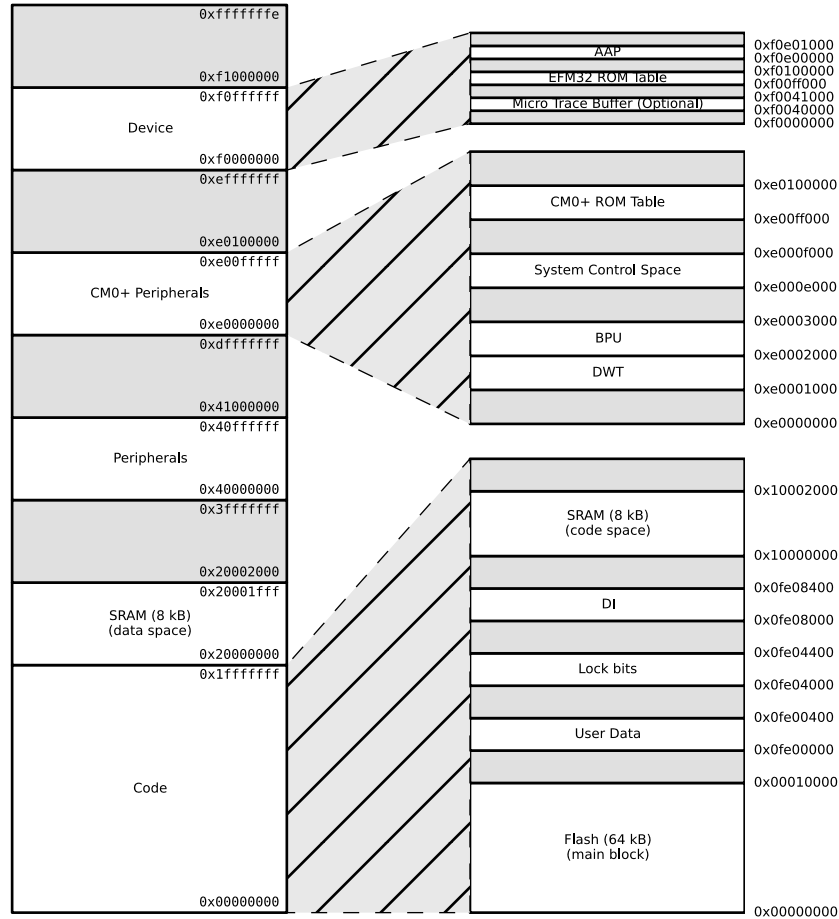 0xfffffffe
0xf1000000
0xf0ffffff
Device
0xf0000000
0xefffffff
0xe0100000
0xe00fffff
CM0+ Peripherals
0xe0000000
0xdfffffff
0x41000000
0x40ffffff
Peripherals
0x40000000
0x3fffffff
0x20002000
0x20001fff
SRAM (8 kB)
(data space)
0x20000000
0x1fffffff
Code
0x00000000
0xf0e01000
AAP
0xf0e00000
0xf0100000
EFM32 ROM Table
0xf00ff000
0xf0041000
Micro Trace Buffer (Optional)
0xf0040000
0xf0000000
0xe0100000
CM0+ ROM Table
0xe00ff000
0xe000f000
System Control Space
0xe000e000
0xe0003000
BPU
0xe0002000
DWT
0xe0001000
0xe0000000
0x10002000
SRAM (8 kB)
(code space)
0x10000000
0x0fe08400
DI
0x0fe08000
0x0fe04400
Lock bits
0x0fe04000
0x0fe00400
User Data
0x0fe00000
0x00010000
Flash (64 kB)
(main block)
0x00000000